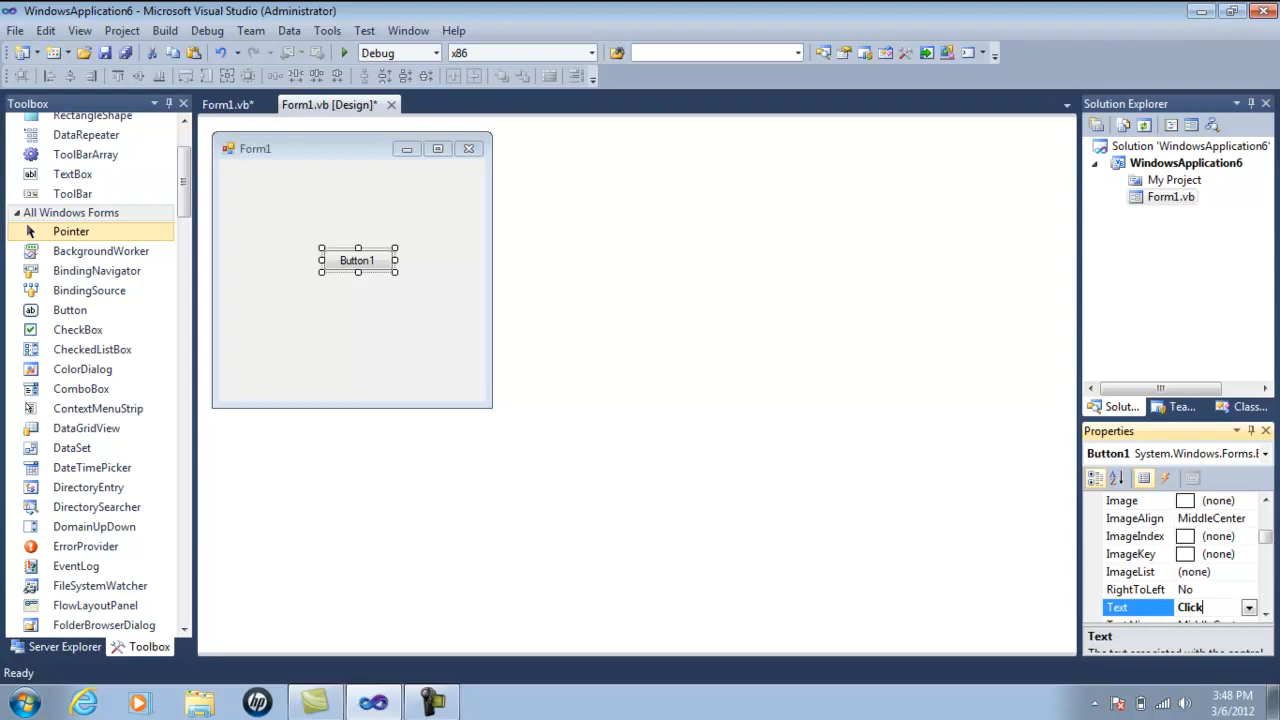 WindowsApplication6 - Microsoft Visual Studio (Administrator)
File Edit View Project Build Debug Team Data Tools Test Window Help
Debug x86
Toolbox
Form1.vb* Form1.vb [Design]*
Solution Explorer
RectangleShape
DataRepeater
ToolBarArray
TextBox
ToolBar
All Windows Forms
Pointer
BackgroundWorker
BindingNavigator
BindingSource
Button
CheckBox
CheckedListBox
ColorDialog
ComboBox
ContextMenuStrip
DataGridView
DataSet
DateTimePicker
DirectoryEntry
DirectorySearcher
DomainUpDown
ErrorProvider
EventLog
FileSystemWatcher
FlowLayoutPanel
FolderBrowserDialog
Server Explorer Toolbox
Form1
Button1
Solution 'WindowsApplication6'
WindowsApplication6
My Project
Form1.vb
Solut... Tea... Class...
Properties
Button1 System.Windows.Forms.
Image (none)
ImageAlign MiddleCenter
ImageIndex (none)
ImageKey (none)
ImageList (none)
RightToLeft No
Text Click
Text
Ready
3:48 PM
3/6/2012